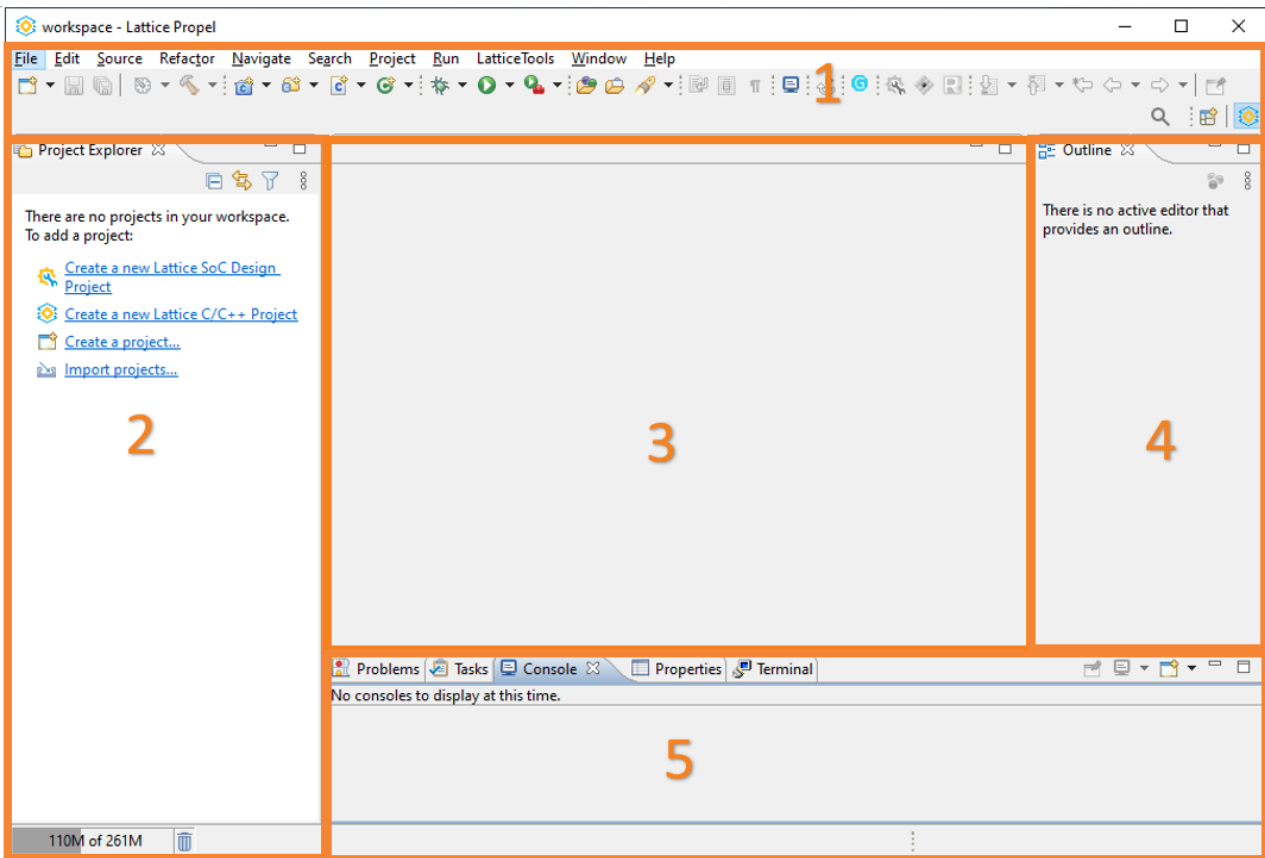 workspace - Lattice Propel
File Edit Source Refactor Navigate Search Project Run LatticeTools Window Help
1
Project Explorer
There are no projects in your workspace.
To add a project:
Create a new Lattice SoC Design
Project
Create a new Lattice C/C++ Project
Create a project...
Import projects...
2
110M of 261M
3
Outline
There is no active editor that
provides an outline.
4
Problems Tasks Console Properties Terminal
No consoles to display at this time.
5